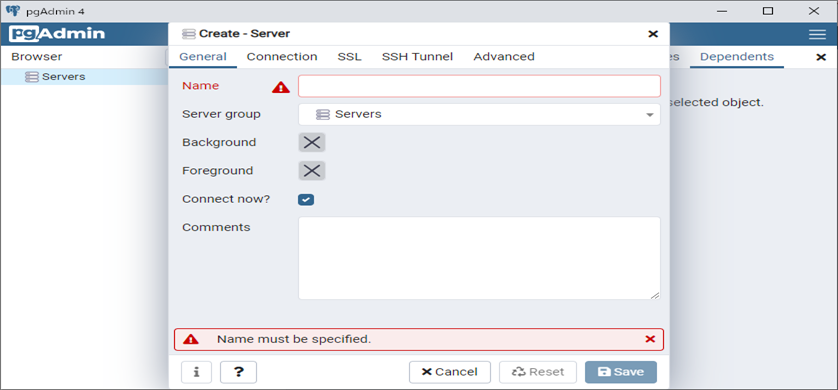 pgAdmin 4
pgAdmin
Browser
Servers
Create - Server
General Connection SSL SSH Tunnel Advanced
Dependents
selected object.
Name
Server group Servers
Background
Foreground
Connect now?
Comments
Name must be specified.
i ? Cancel Reset Save